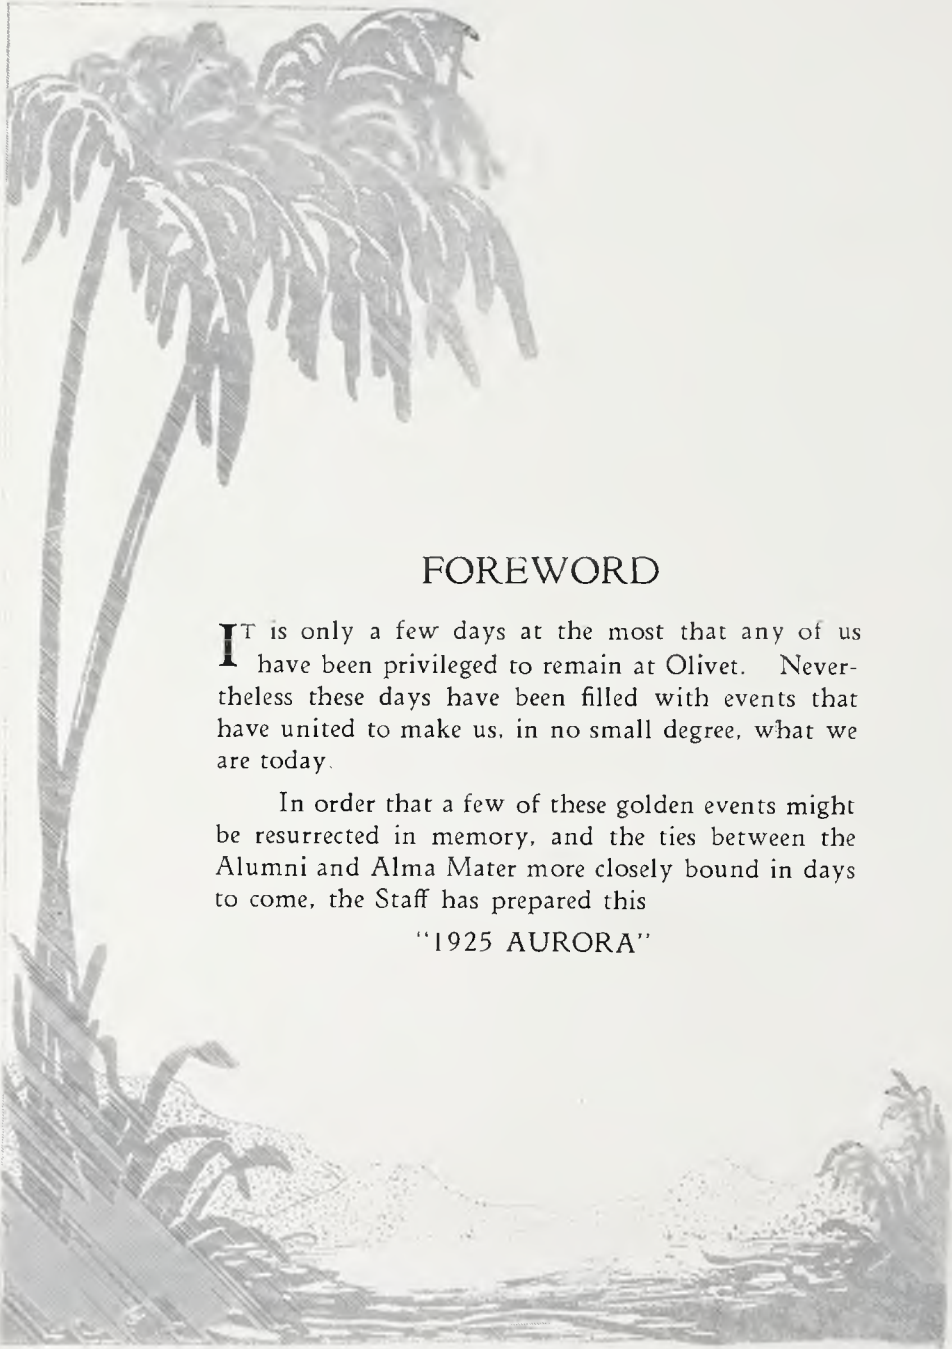 FOREWORD
IT is only a few days at the most that any of us
have been privileged to remain at Olivet. Never-
theless these days have been filled with events that
have united to make us, in no small degree, what we
are today.
In order that a few of these golden events might
be resurrected in memory, and the ties between the
Alumni and Alma Mater more closely bound in days
to come, the Staff has prepared this
"1925 AURORA"